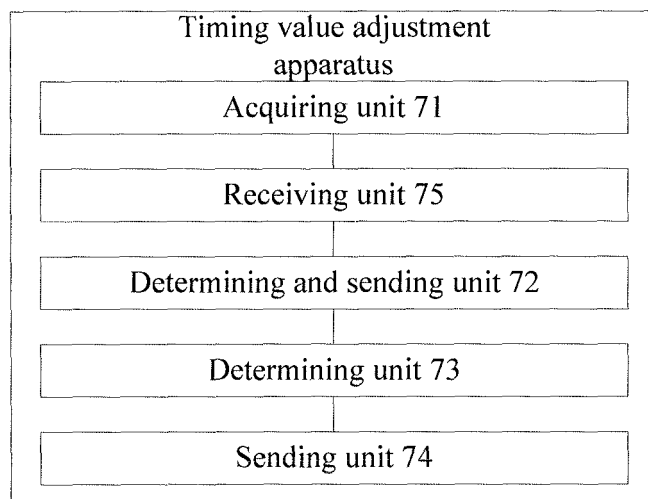 Timing value adjustment
apparatus
Acquiring unit 71
Receiving unit 75
Determining and sending unit 72
Determining unit 73
Sending unit 74